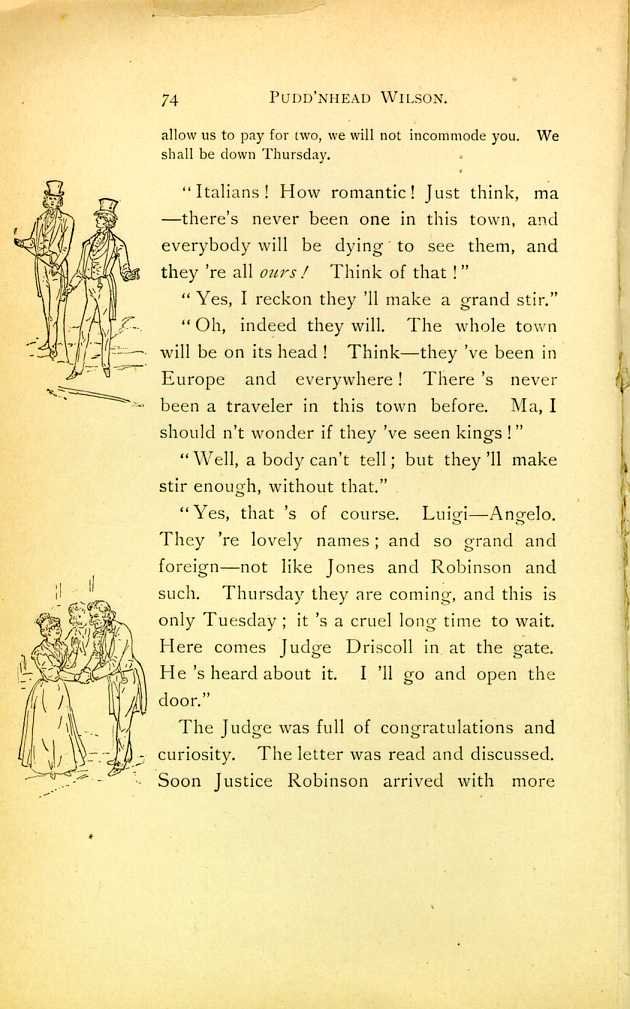 74 PUDD'NHEAD WILSON.
allow us to pay for two, we will not incommode you. We
shall be down Thursday.
"Italians! How romantic! Just think, ma
—there's never been one in this town, and
everybody will be dying to see them, and
they 're all ours! Think of that!"
"Yes, I reckon they 'll make a grand stir."
"Oh, indeed they will. The whole town
will be on its head! Think—they 've been in
Europe and everywhere! There 's never
been a traveler in this town before. Ma, I
should n't wonder if they 've seen kings!"
"Well, a body can't tell; but they 'll make
stir enough, without that."
"Yes, that 's of course. Luigi—Angelo.
They 're lovely names; and so grand and
foreign—not like Jones and Robinson and
such. Thursday they are coming, and this is
only Tuesday; it 's a cruel long time to wait.
Here comes Judge Driscoll in at the gate.
He 's heard about it. I 'll go and open the
door."
The Judge was full of congratulations and
curiosity. The letter was read and discussed.
Soon Justice Robinson arrived with more